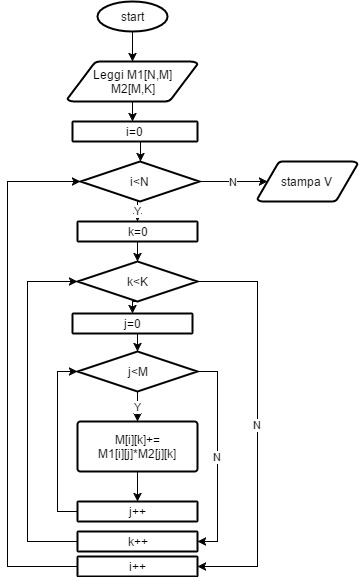 start
Leggi M1[N,M]
M2[M,K]
i=0
i<N
N
stampa V
Y
k=0
k<K
j=0
j<M
Y
N
M[i][k]+=
M1[i][j]*M2[j][k]
N
j++
k++
i++